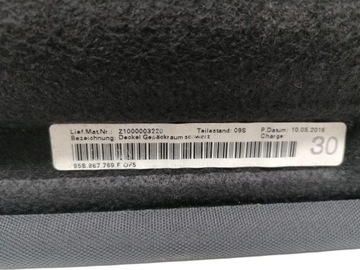 Lief.Mat.Nr.: Z1000003220 Teilestand: 09S P.Datum: 10.05.2016
Bezeichnung: Deckel Gepäckraum schwarz Charge:
30
95B.867.769.F OV5